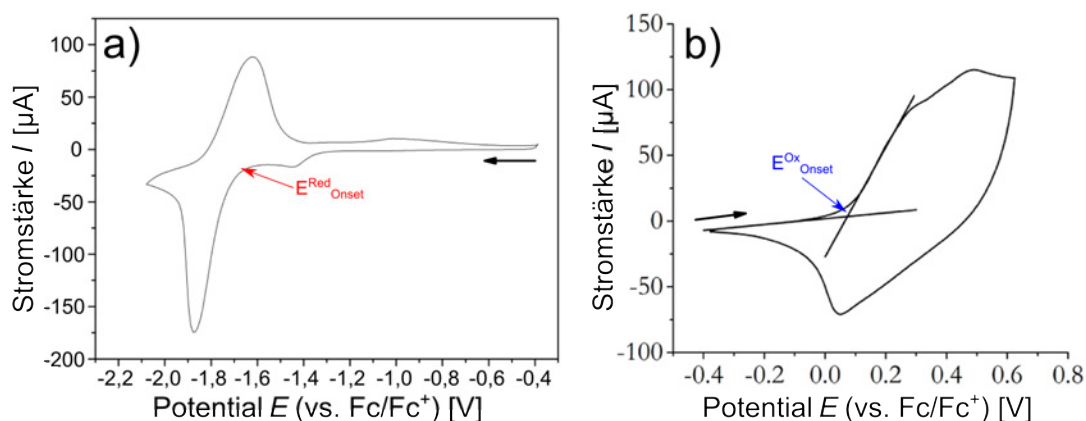 a)
Stromstärke I [µA]
100
50
0
-50
-100
-150
-200
E^Red_Onset
-2,2 -2,0 -1,8 -1,6 -1,4 -1,2 -1,0 -0,8 -0,6 -0,4
Potential E (vs. Fc/Fc⁺) [V]
b)
Stromstärke I [µA]
150
100
50
0
-50
-100
E^Ox_Onset
-0.4 0.0 0.2 0.4 0.6 0.8
Potential E (vs. Fc/Fc⁺) [V]